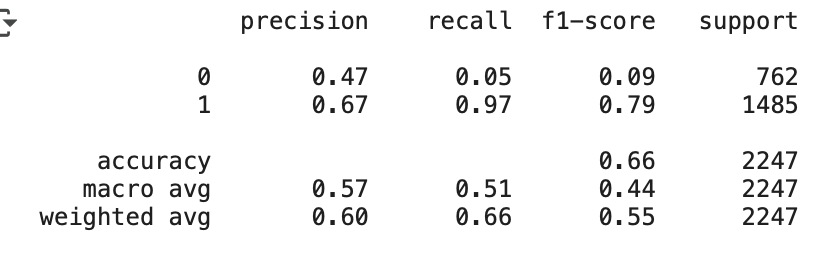 precision recall f1-score support
0 0.47 0.05 0.09 762
1 0.67 0.97 0.79 1485
accuracy 0.66 2247
macro avg 0.57 0.51 0.44 2247
weighted avg 0.60 0.66 0.55 2247